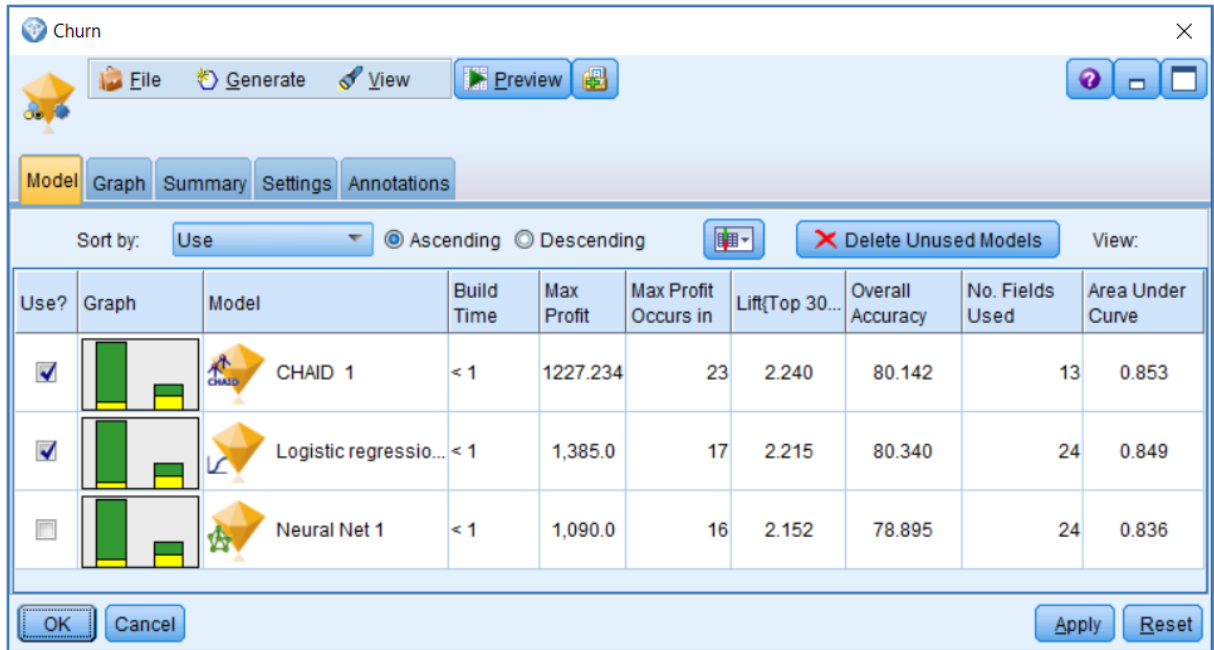 Churn
File Generate View Preview
Model Graph Summary Settings Annotations
Sort by: Use Ascending Descending Delete Unused Models View:
Use? Graph Model Build Time Max Profit Max Profit Occurs in Lift{Top 30... Overall Accuracy No. Fields Used Area Under Curve
CHAID CHAID 1 < 1 1227.234 23 2.240 80.142 13 0.853
Logistic regressio... < 1 1,385.0 17 2.215 80.340 24 0.849
Neural Net 1 < 1 1,090.0 16 2.152 78.895 24 0.836
OK Cancel Apply Reset